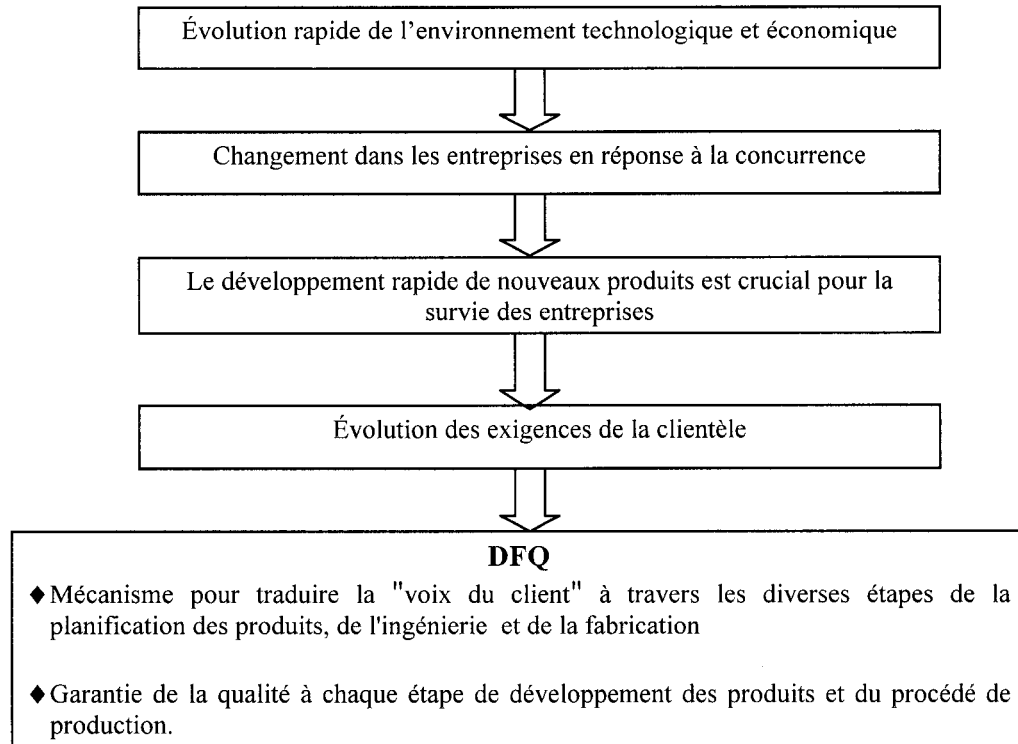 Évolution rapide de l'environnement technologique et économique
Changement dans les entreprises en réponse à la concurrence
Le développement rapide de nouveaux produits est crucial pour la
survie des entreprises
Évolution des exigences de la clientèle
DFQ
♦ Mécanisme pour traduire la "voix du client" à travers les diverses étapes de la
planification des produits, de l'ingénierie et de la fabrication
♦ Garantie de la qualité à chaque étape de développement des produits et du procédé de
production.